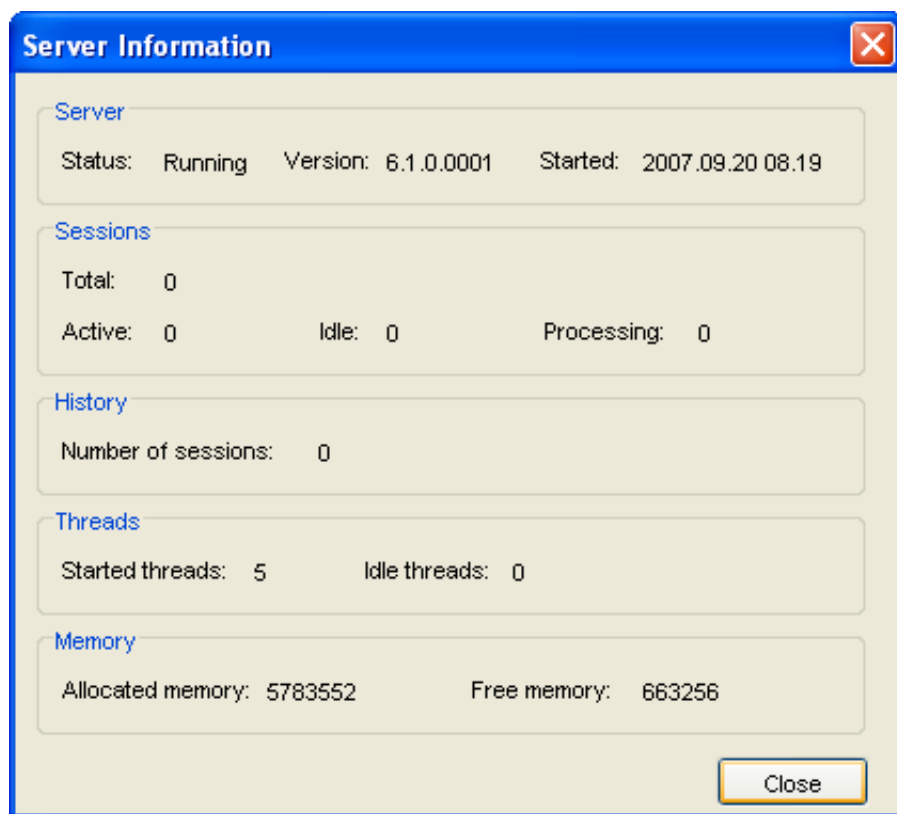 Server Information
Server
Status: Running Version: 6.1.0.0001 Started: 2007.09.20 08.19
Sessions
Total: 0
Active: 0 Idle: 0 Processing: 0
History
Number of sessions: 0
Threads
Started threads: 5 Idle threads: 0
Memory
Allocated memory: 5783552 Free memory: 663256
Close